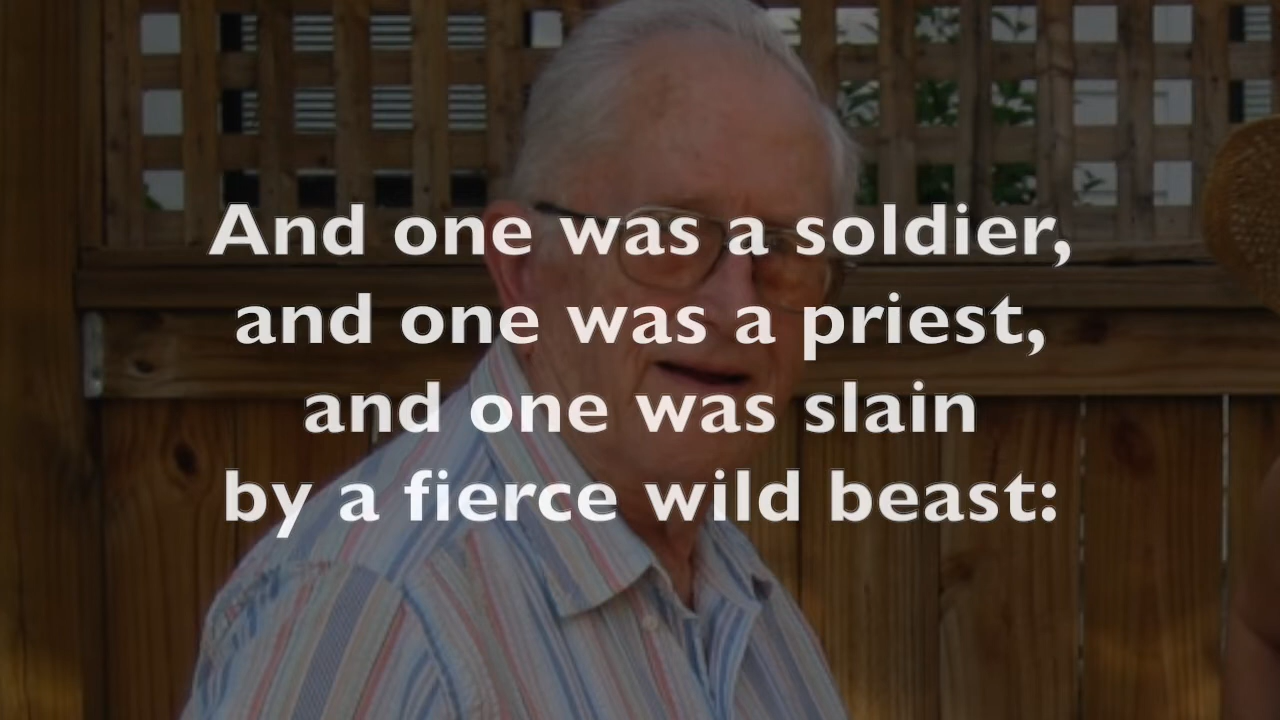 And one was a soldier,
and one was a priest,
and one was slain
by a fierce wild beast: